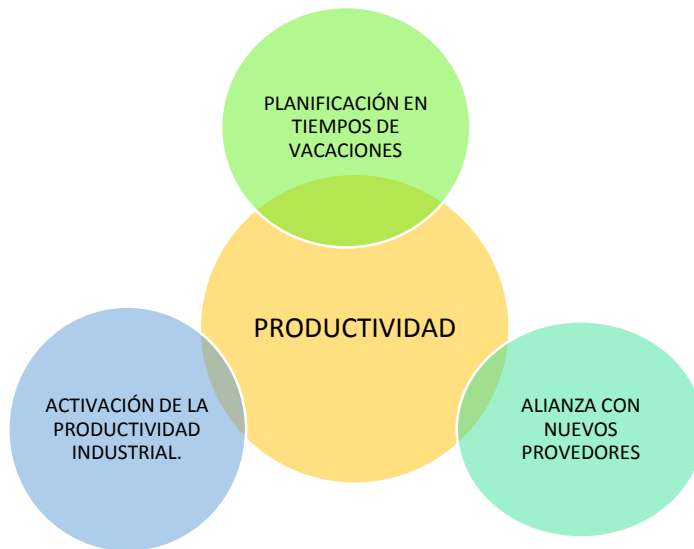 PLANIFICACIÓN EN
TIEMPOS DE
VACACIONES
PRODUCTIVIDAD
ACTIVACIÓN DE LA
PRODUCTIVIDAD
INDUSTRIAL.
ALIANZA CON
NUEVOS
PROVEDORES